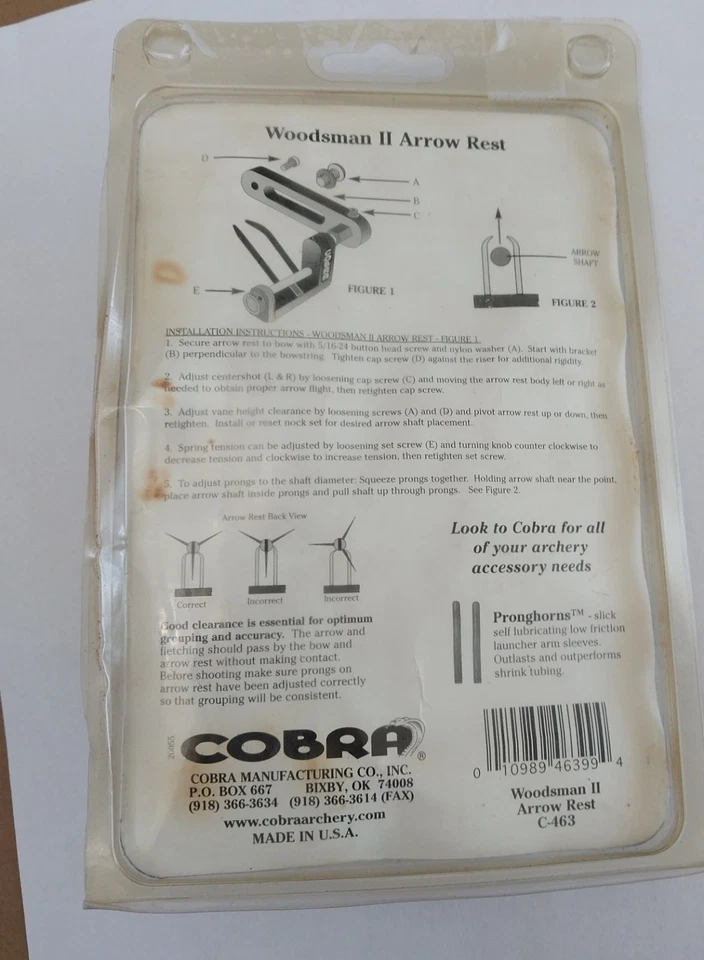 Woodsman II Arrow Rest
D
A
B
C
COBRA
E
FIGURE 1
ARROW
SHAFT
FIGURE 2
INSTALLATION INSTRUCTIONS - WOODSMAN II ARROW REST - FIGURE 1
1. Secure arrow rest to bow with 5/16-24 button head screw and nylon washer (A). Start with bracket
(B) perpendicular to the bowstring. Tighten cap screw (D) against the riser for additional rigidity.
2. Adjust centershot (L & R) by loosening cap screw (C) and moving the arrow rest body left or right as
needed to obtain proper arrow flight, then retighten cap screw.
3. Adjust vane height clearance by loosening screws (A) and (D) and pivot arrow rest up or down, then
retighten. Install or reset nock set for desired arrow shaft placement.
4. Spring tension can be adjusted by loosening set screw (E) and turning knob counter clockwise to
decrease tension and clockwise to increase tension, then retighten set screw.
5. To adjust prongs to the shaft diameter: Squeeze prongs together. Holding arrow shaft near the point,
place arrow shaft inside prongs and pull shaft up through prongs. See Figure 2.
Arrow Rest Back View
Correct
Incorrect
Incorrect
Good clearance is essential for optimum
grouping and accuracy. The arrow and
fletching should pass by the bow and
arrow rest without making contact.
Before shooting make sure prongs on
arrow rest have been adjusted correctly
so that grouping will be consistent.
Look to Cobra for all
of your archery
accessory needs
Pronghorns™ - slick
self lubricating low friction
launcher arm sleeves.
Outlasts and outperforms
shrink tubing.
COBRA®
COBRA MANUFACTURING CO., INC.
P.O. BOX 667 BIXBY, OK 74008
(918) 366-3634 (918) 366-3614 (FAX)
www.cobraarchery.com
MADE IN U.S.A.
0 10989 46399 4
Woodsman II
Arrow Rest
C-463